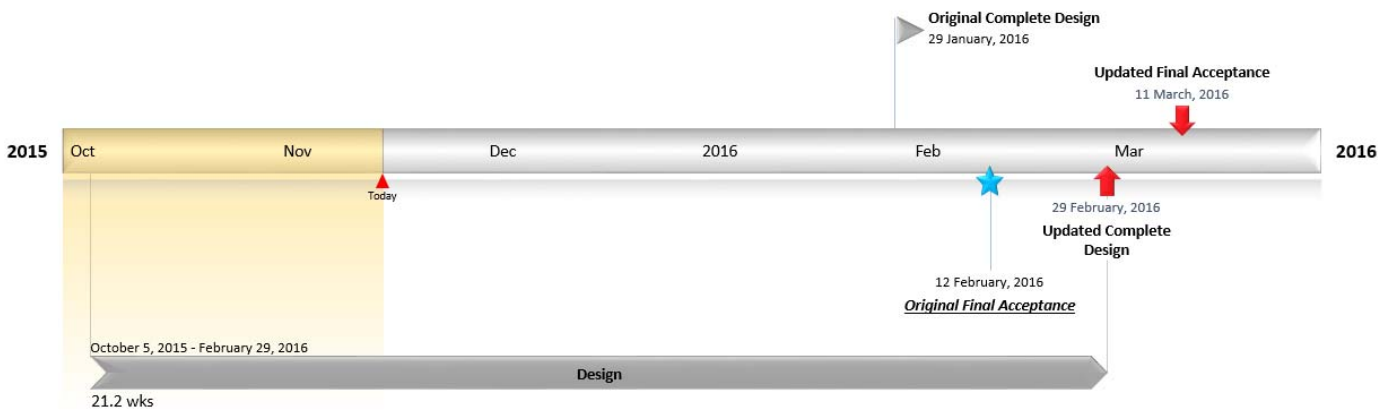 Original Complete Design
29 January, 2016
Updated Final Acceptance
11 March, 2016
2015 Oct Nov Dec 2016 Feb Mar 2016
Today
29 February, 2016
Updated Complete
Design
12 February, 2016
Original Final Acceptance
October 5, 2015 - February 29, 2016
Design
21.2 wks